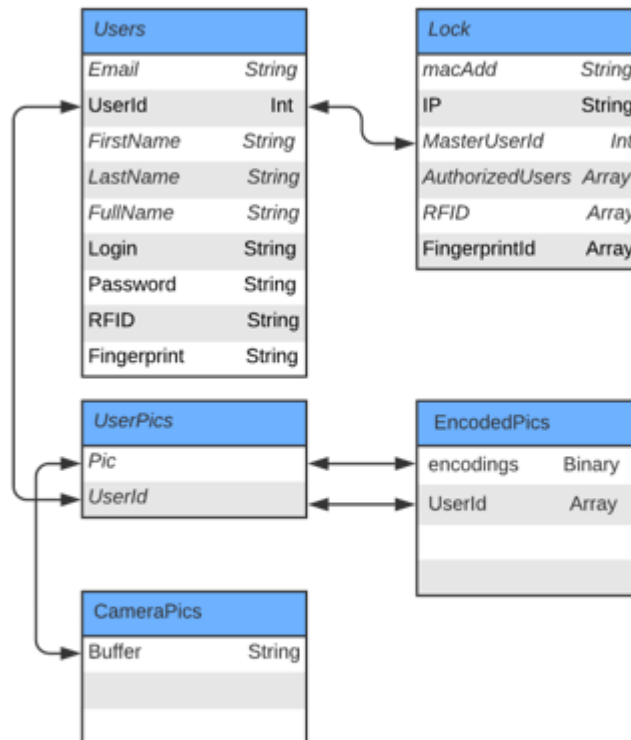 Users
Email String
UserId Int
FirstName String
LastName String
FullName String
Login String
Password String
RFID String
Fingerprint String
Lock
macAdd String
IP String
MasterUserId Int
AuthorizedUsers Array
RFID Array
FingerprintId Array
UserPics
Pic
UserId
EncodedPics
encodings Binary
UserId Array
CameraPics
Buffer String